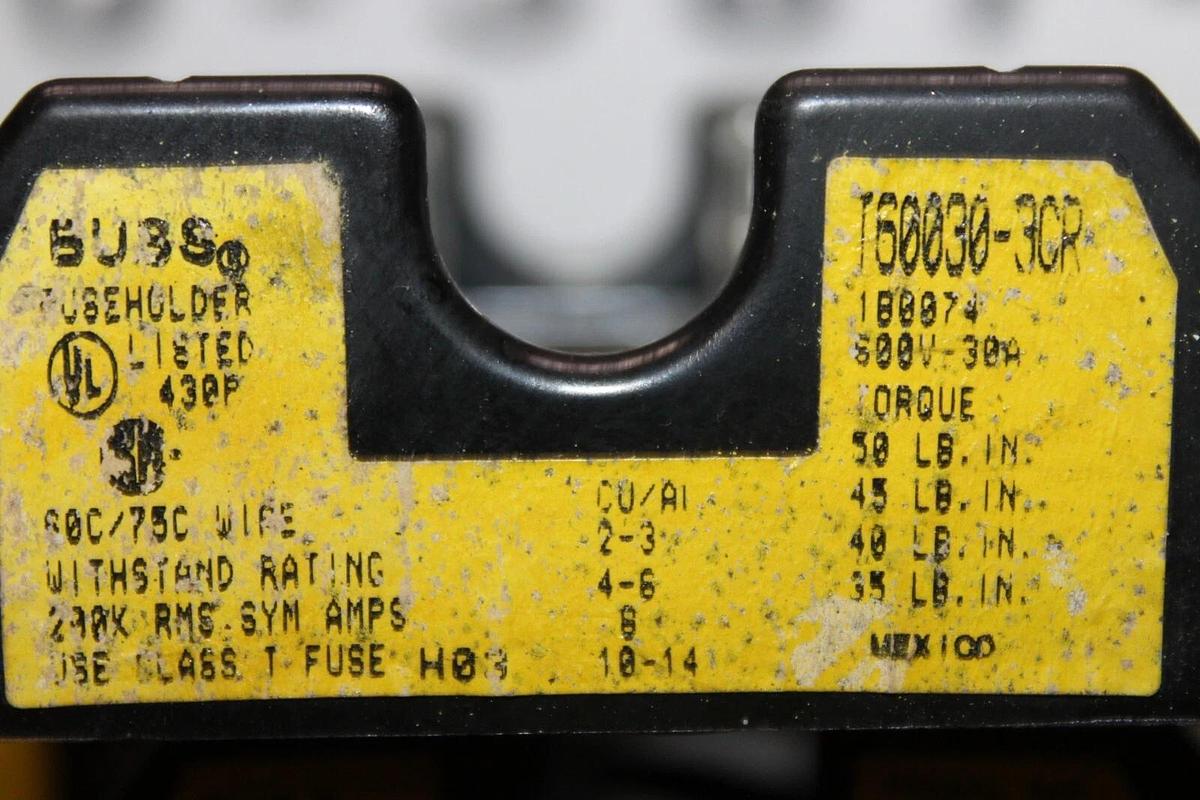 BUSS®
FUSEHOLDER
UL LISTED
430P
60C/75C WIRE
WITHSTAND RATING
200K RMS SYM AMPS
USE CLASS T FUSE H03
CU/Al
2-3
4-6
8
10-14
T60030-3CR
1B0074
600V-30A
TORQUE
50 LB.IN.
45 LB.IN.
40 LB.IN.
35 LB.IN.
MEXICO